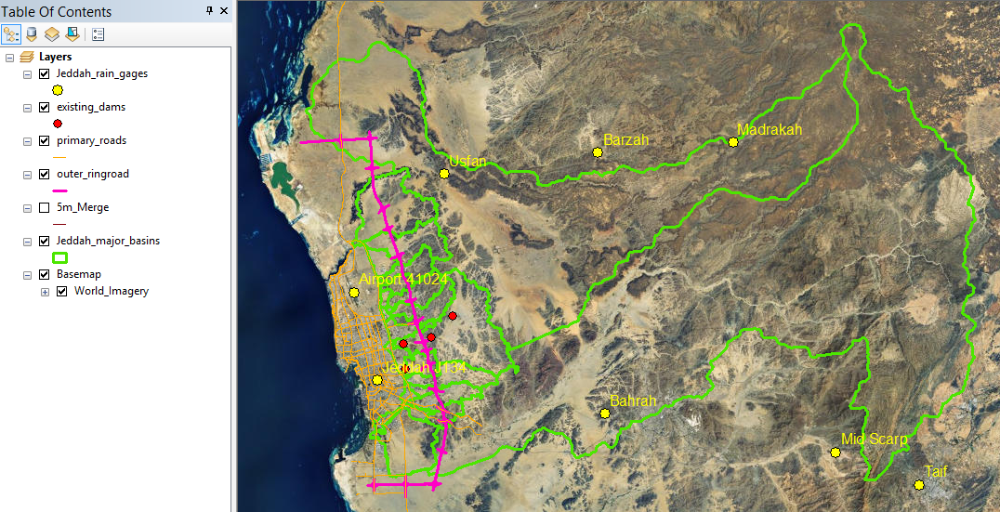 Table Of Contents
Layers
Jeddah_rain_gages
existing_dams
primary_roads
outer_ringroad
5m_Merge
Jeddah_major_basins
Basemap
World_Imagery
Madrakah
Barzah
Usfan
Airport 41024
Jeddah J134
Bahrah
Mid Scarp
Taif